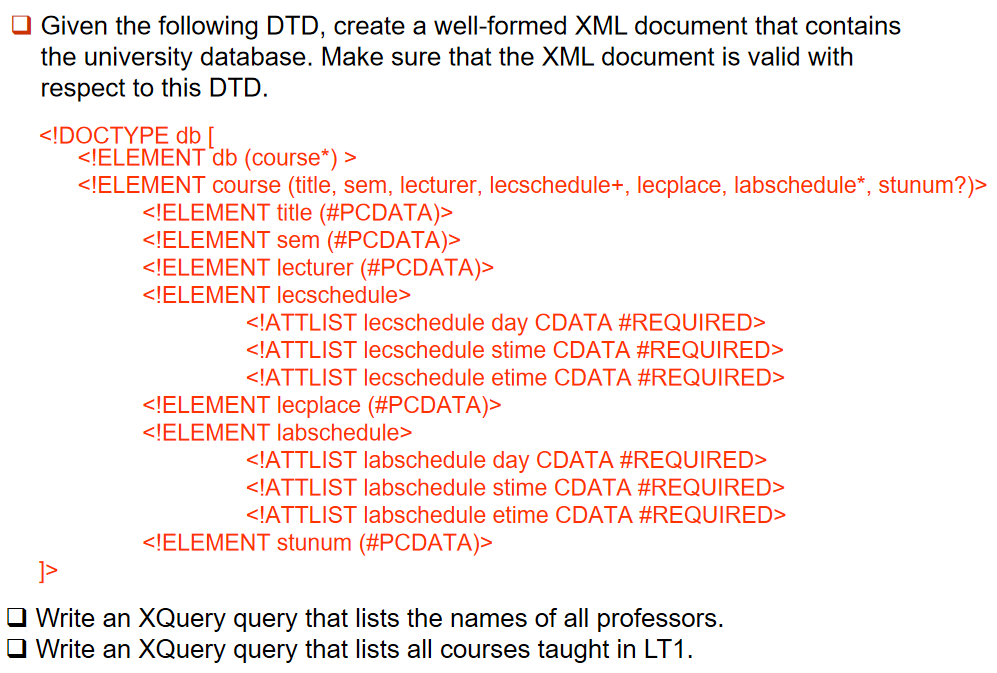 ❑ Given the following DTD, create a well-formed XML document that contains
the university database. Make sure that the XML document is valid with
respect to this DTD.
<!DOCTYPE db [
<!ELEMENT db (course*) >
<!ELEMENT course (title, sem, lecturer, lecschedule+, lecplace, labschedule*, stunum?)>
<!ELEMENT title (#PCDATA)>
<!ELEMENT sem (#PCDATA)>
<!ELEMENT lecturer (#PCDATA)>
<!ELEMENT lecschedule>
<!ATTLIST lecschedule day CDATA #REQUIRED>
<!ATTLIST lecschedule stime CDATA #REQUIRED>
<!ATTLIST lecschedule etime CDATA #REQUIRED>
<!ELEMENT lecplace (#PCDATA)>
<!ELEMENT labschedule>
<!ATTLIST labschedule day CDATA #REQUIRED>
<!ATTLIST labschedule stime CDATA #REQUIRED>
<!ATTLIST labschedule etime CDATA #REQUIRED>
<!ELEMENT stunum (#PCDATA)>
]>
❑ Write an XQuery query that lists the names of all professors.
❑ Write an XQuery query that lists all courses taught in LT1.